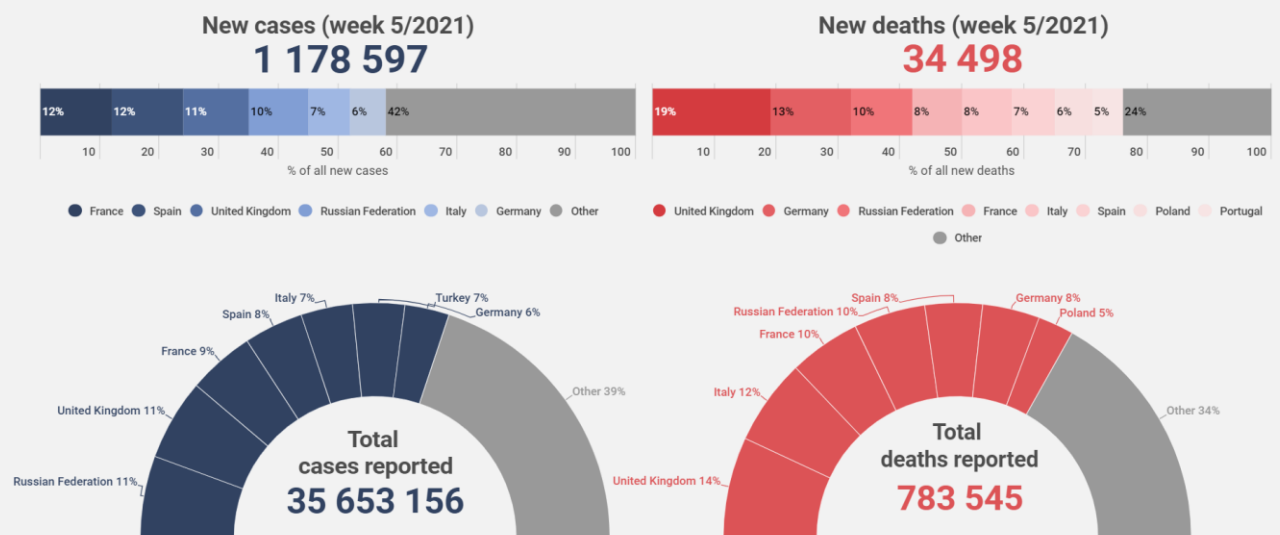 New cases (week 5/2021)
1 178 597
12% 12% 11% 10% 7% 6% 42%
10 20 30 40 50 60 70 80 90 100
% of all new cases
France Spain United Kingdom Russian Federation Italy Germany Other
New deaths (week 5/2021)
34 498
19% 13% 10% 8% 8% 7% 6% 5% 24%
10 20 30 40 50 60 70 80 90 100
% of all new deaths
United Kingdom Germany Russian Federation France Italy Spain Poland Portugal
Other
Italy 7% Turkey 7%
Spain 8% Germany 6%
France 9%
Other 39%
United Kingdom 11%
Russian Federation 11%
Total
cases reported
35 653 156
Spain 8% Germany 8%
Russian Federation 10% Poland 5%
France 10%
Italy 12%
Other 34%
United Kingdom 14%
Total
deaths reported
783 545